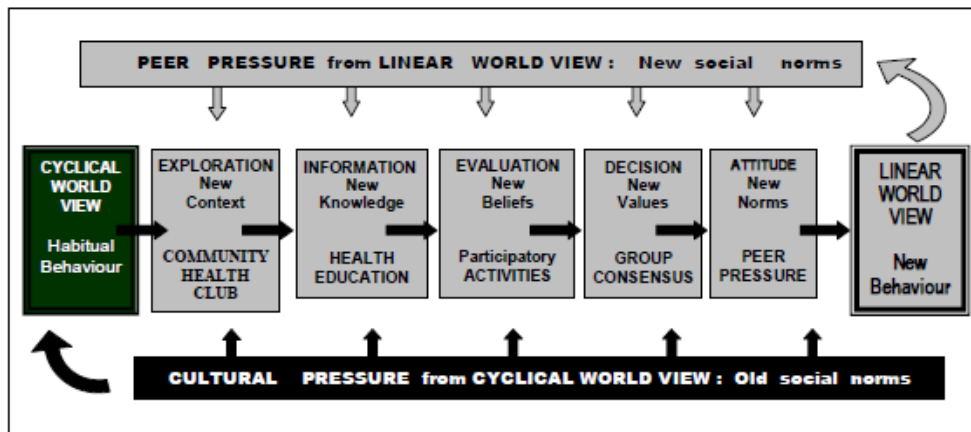 PEER PRESSURE from LINEAR WORLD VIEW : New social norms
CYCLICAL
WORLD
VIEW
Habitual
Behaviour
EXPLORATION
New
Context
COMMUNITY
HEALTH
CLUB
INFORMATION
New
Knowledge
HEALTH
EDUCATION
EVALUATION
New
Beliefs
Participatory
ACTIVITIES
DECISION
New
Values
GROUP
CONSENSUS
ATTITUDE
New
Norms
PEER
PRESSURE
LINEAR
WORLD
VIEW
New
Behaviour
CULTURAL PRESSURE from CYCLICAL WORLD VIEW : Old social norms